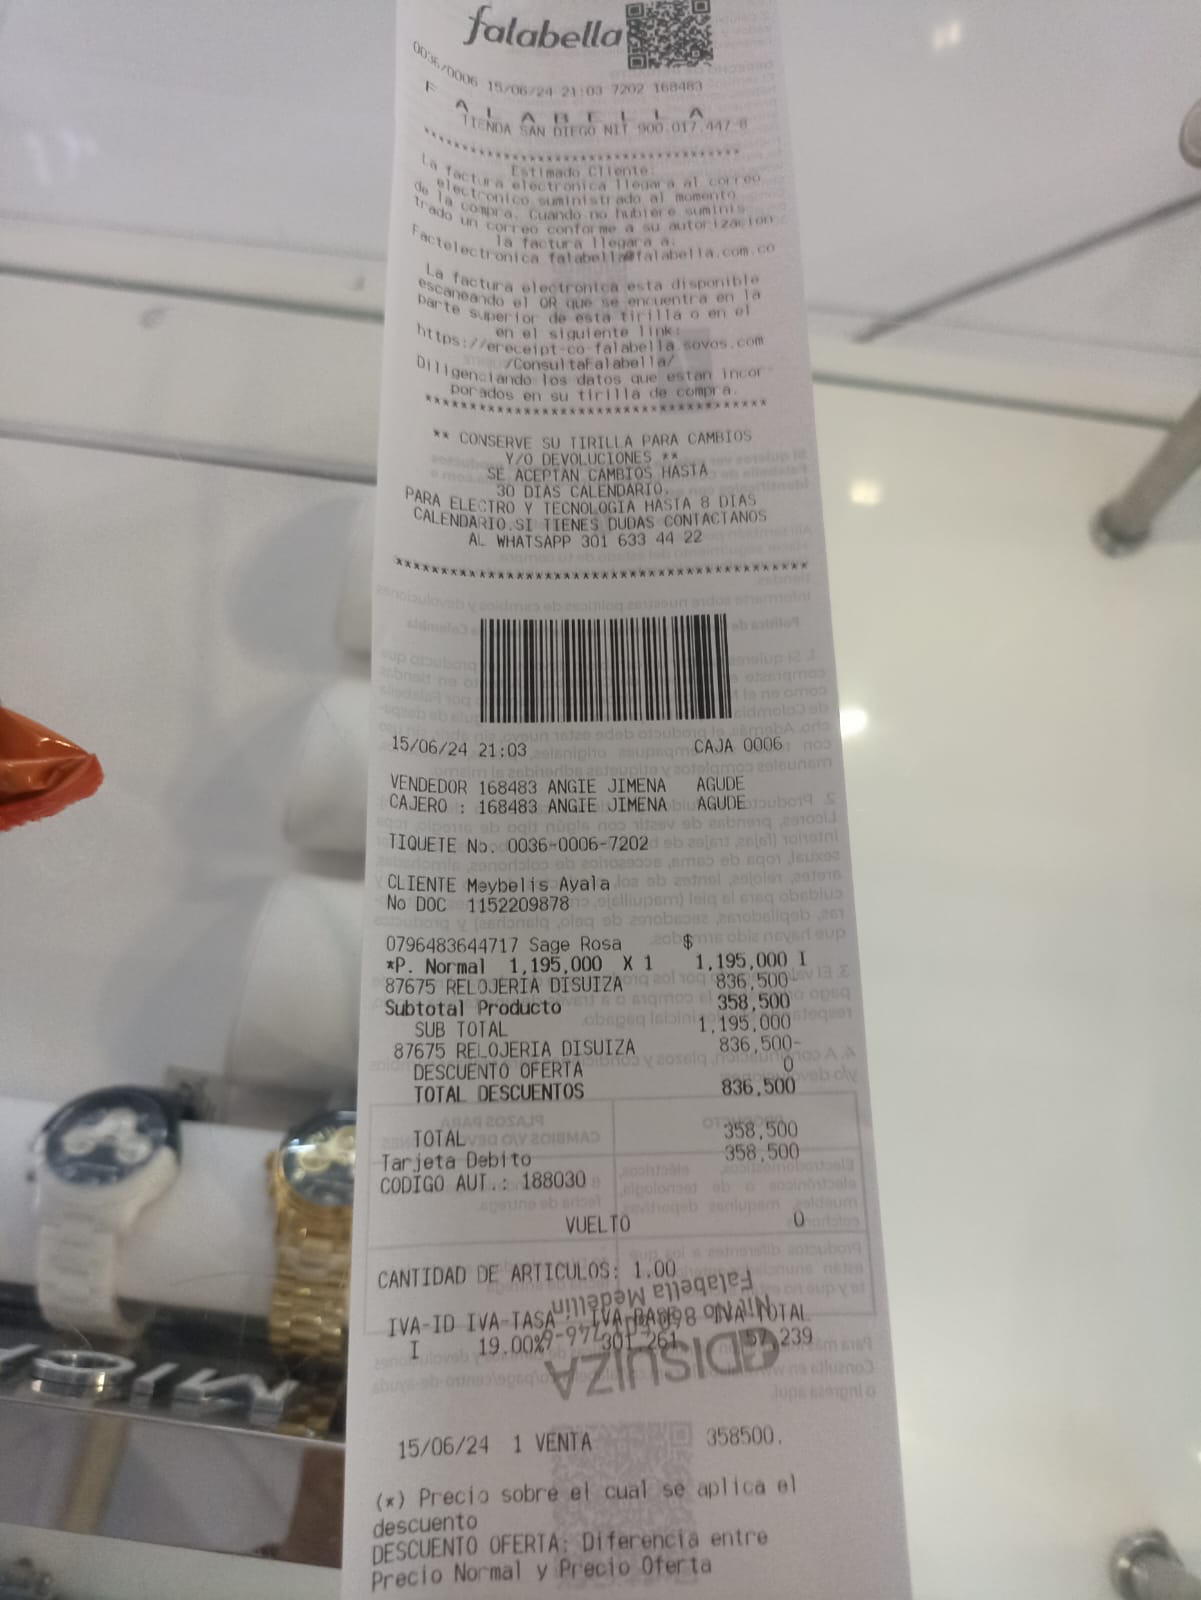 falabella
0036/0006 15/06/24 21:03 7202 168483
F A L A B E L L A
TIENDA SAN DIEGO NIT 900.017.447-8
***********************************
Estimado Cliente:
La factura electronica llegara al correo
electronico suministrado al momento
de la compra. Cuando no hubiere suminis
trado un correo conforme a su autorizacion
la factura llegara a:
Factelectronica falabella@falabella.com.co
La factura electronica esta disponible
escaneando el QR que se encuentra en la
parte superior de esta tirilla o en el
en el siguiente link:
https://ereceipt-co-falabella.sovos.com
/ConsultaFalabella/
Diligenciando los datos que estan incor
porados en su tirilla de compra.
**************************************
** CONSERVE SU TIRILLA PARA CAMBIOS
Y/O DEVOLUCIONES **
SE ACEPTAN CAMBIOS HASTA
30 DIAS CALENDARIO.
PARA ELECTRO Y TECNOLOGIA HASTA 8 DIAS
CALENDARIO.SI TIENES DUDAS CONTACTANOS
AL WHATSAPP 301 633 44 22
******************************************
15/06/24 21:03 CAJA 0006
VENDEDOR 168483 ANGIE JIMENA AGUDE
CAJERO : 168483 ANGIE JIMENA AGUDE
TIQUETE No. 0036-0006-7202
CLIENTE Meybelis Ayala
No DOC 1152209878
0796483644717 Sage Rosa $
*P. Normal 1,195,000 X 1 1,195,000 I
87675 RELOJERIA DISUIZA 836,500-
Subtotal Producto 358,500
SUB TOTAL 1,195,000
87675 RELOJERIA DISUIZA 836,500-
DESCUENTO OFERTA 0
TOTAL DESCUENTOS 836,500
TOTAL 358,500
Tarjeta Debito 358,500
CODIGO AUT.: 188030
VUELTO 0
CANTIDAD DE ARTICULOS: 1.00
Falabella Medellin
IVA-ID IVA-TASA IVA-BASE IVA-TOTAL
I 19.00% 301,261 57,239
DISUIZA
15/06/24 1 VENTA 358500.
(*) Precio sobre el cual se aplica el
descuento
DESCUENTO OFERTA: Diferencia entre
Precio Normal y Precio Oferta